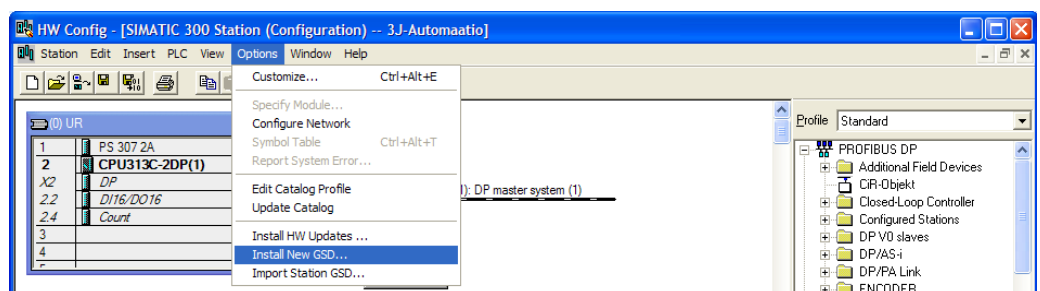 HW Config - [SIMATIC 300 Station (Configuration) -- 3J-Automaatio]
Station Edit Insert PLC View Options Window Help
Customize... Ctrl+Alt+E
Specify Module...
Configure Network
Symbol Table Ctrl+Alt+T
Report System Error...
Edit Catalog Profile
Update Catalog
Install HW Updates ...
Install New GSD...
Import Station GSD...
(0) UR
1 PS 307 2A
2 CPU313C-2DP(1)
X2 DP
2.2 DI16/DO16
2.4 Count
3
4
): DP master system (1)
Profile Standard
PROFIBUS DP
Additional Field Devices
CiR-Objekt
Closed-Loop Controller
Configured Stations
DP V0 slaves
DP/AS-i
DP/PA Link
ENCODER